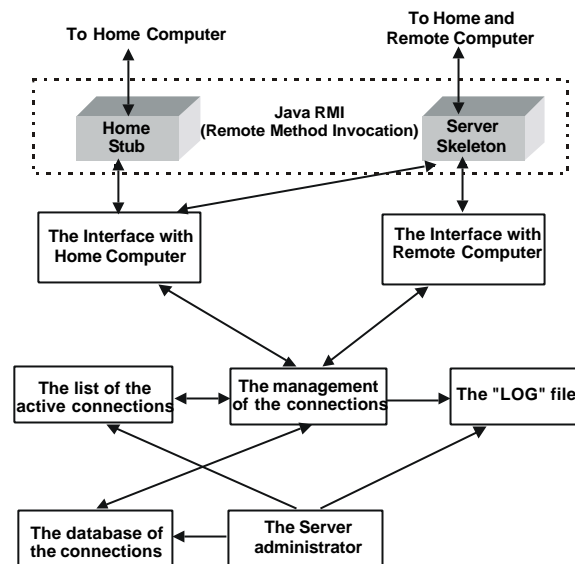 To Home Computer
To Home and
Remote Computer
Java RMI
(Remote Method Invocation)
Home
Stub
Server
Skeleton
The Interface with
Home Computer
The Interface with
Remote Computer
The list of the
active connections
The management
of the connections
The "LOG" file
The database of
the connections
The Server
administrator